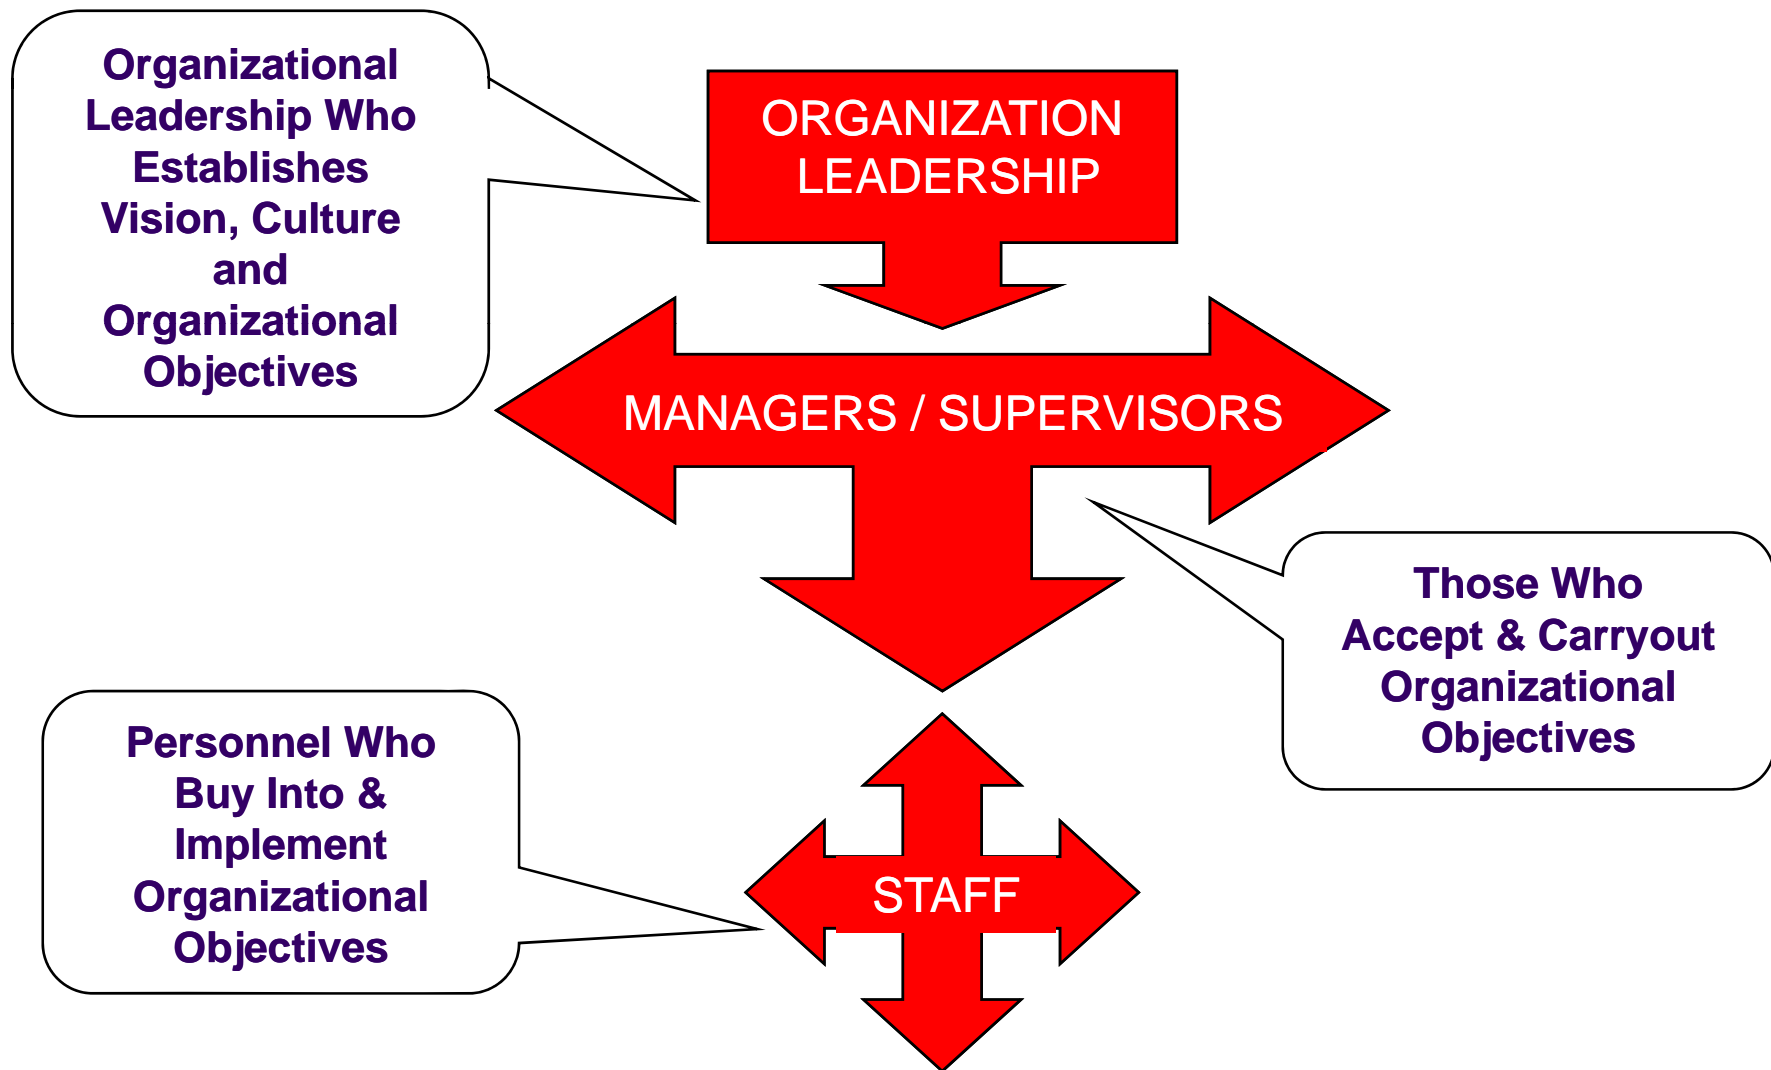 Organizational
Leadership Who
Establishes
Vision, Culture
and
Organizational
Objectives
ORGANIZATION
LEADERSHIP
MANAGERS / SUPERVISORS
Those Who
Accept & Carryout
Organizational
Objectives
Personnel Who
Buy Into &
Implement
Organizational
Objectives
STAFF